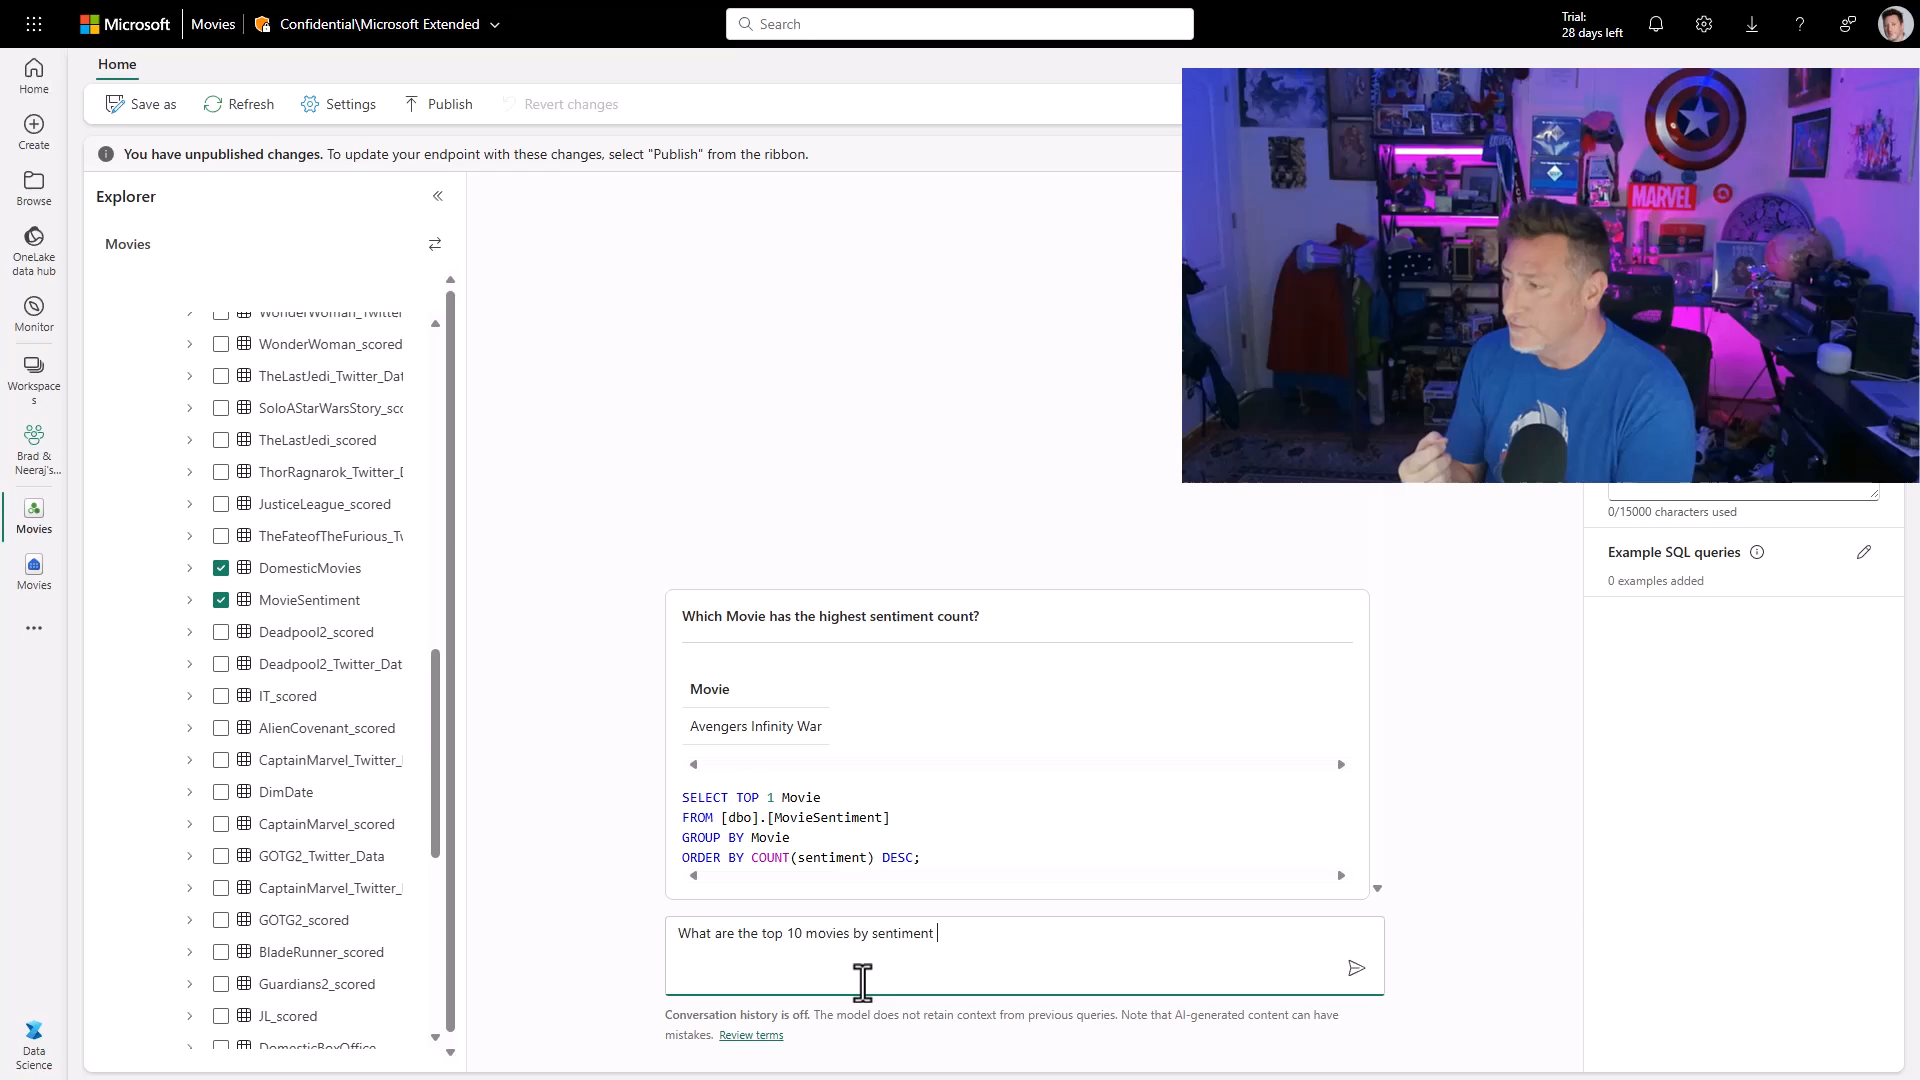 Microsoft
Movies
Confidential\Microsoft Extended
Search
Trial:
28 days left
Home
Save as
Refresh
Settings
Publish
Revert changes
You have unpublished changes. To update your endpoint with these changes, select "Publish" from the ribbon.
Home
Create
Browse
OneLake
data hub
Monitor
Workspace
s
Brad &
Neeraj's...
Movies
Movies
Data
Science
Explorer
Movies
WonderWoman_Twitter
WonderWoman_scored
TheLastJedi_Twitter_Dat
SoloAStarWarsStory_sco
TheLastJedi_scored
ThorRagnarok_Twitter_D
JusticeLeague_scored
TheFateofTheFurious_Tw
DomesticMovies
MovieSentiment
Deadpool2_scored
Deadpool2_Twitter_Dat
IT_scored
AlienCovenant_scored
CaptainMarvel_Twitter_
DimDate
CaptainMarvel_scored
GOTG2_Twitter_Data
CaptainMarvel_Twitter_
GOTG2_scored
BladeRunner_scored
Guardians2_scored
JL_scored
DomesticBoxOffice
MARVEL
Which Movie has the highest sentiment count?
Movie
Avengers Infinity War
SELECT TOP 1 Movie
FROM [dbo].[MovieSentiment]
GROUP BY Movie
ORDER BY COUNT(sentiment) DESC;
What are the top 10 movies by sentiment
Conversation history is off. The model does not retain context from previous queries. Note that AI-generated content can have
mistakes. Review terms
0/15000 characters used
Example SQL queries
0 examples added